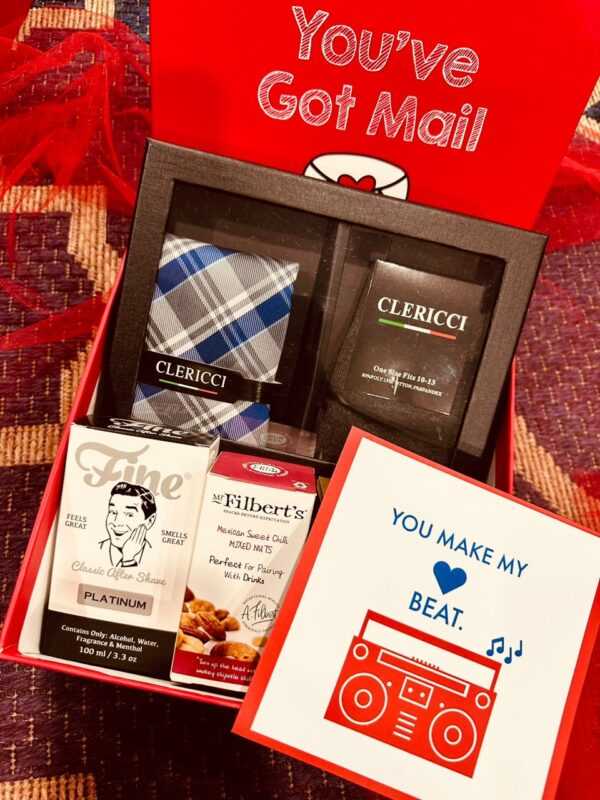 You've
Got Mail
CLERICCI
CLERICCI
One Size Fits 10-13
Fine
FEELS
GREAT
SMELLS
GREAT
Classic After Shave
PLATINUM
Contains Only: Alcohol, Water,
Fragrance & Menthol
100 ml / 3.3 oz
Mr
Filbert's
Mexican Sweet Chili
MIXED NUTS
Perfect For Pairing
With Drinks
A. Filbert
YOU MAKE MY
BEAT.